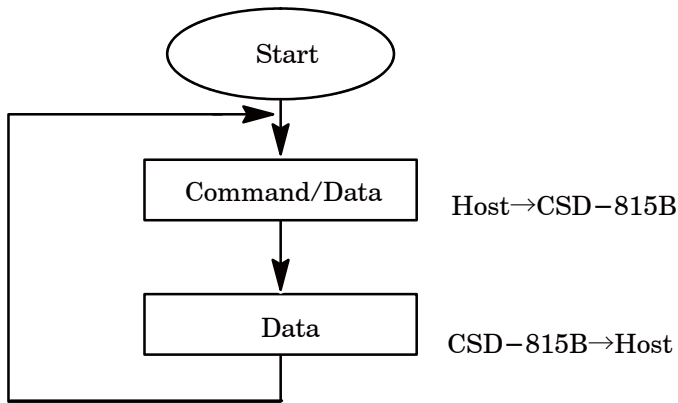 Start
Command/Data
Host→CSD−815B
Data
CSD−815B→Host